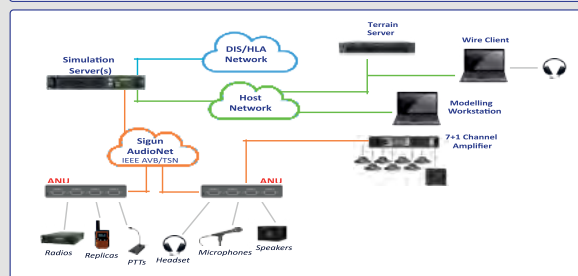 Terrain
Server
Wire Client
DIS/HLA
Network
Simulation
Server(s)
Host
Network
Modelling
Workstation
7+1 Channel
Amplifier
Sigun
AudioNet
IEEE AVB/TSN
ANU
ANU
Radios
Replicas
PTTs
Headset
Microphones
Speakers